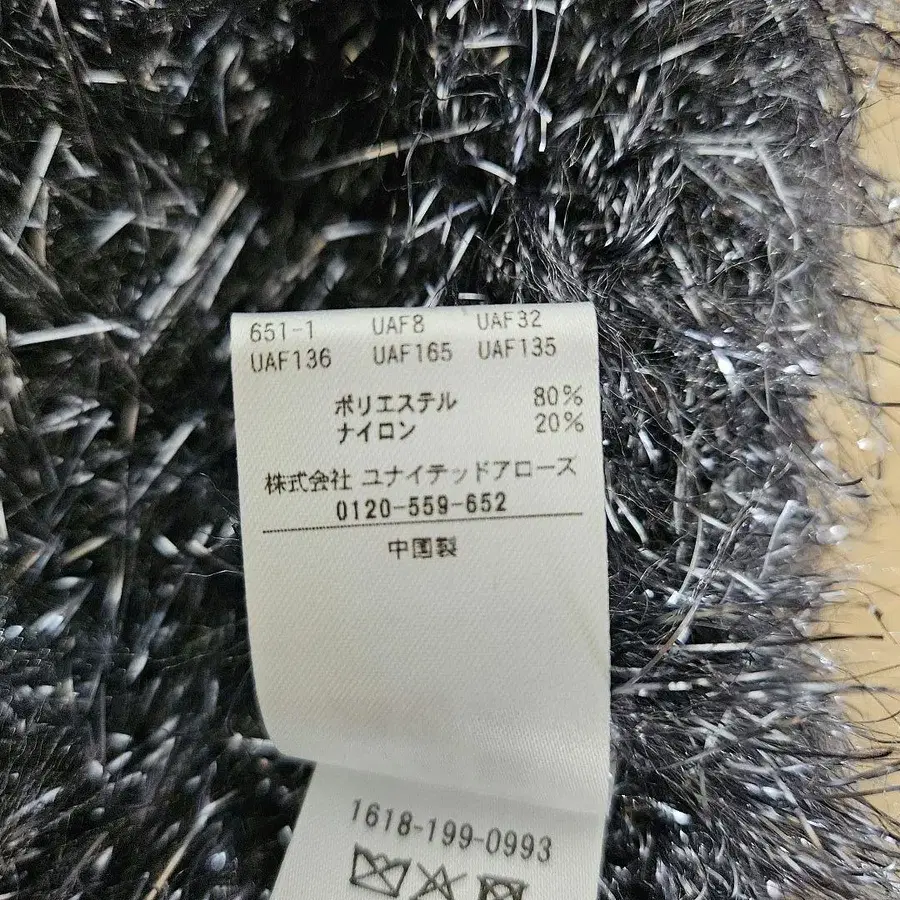 651-1 UAF8 UAF32
UAF136 UAF165 UAF135
ポリエステル 80%
ナイロン 20%
株式会社 ユナイテッドアローズ
0120-559-652
中国製
1618-199-0993